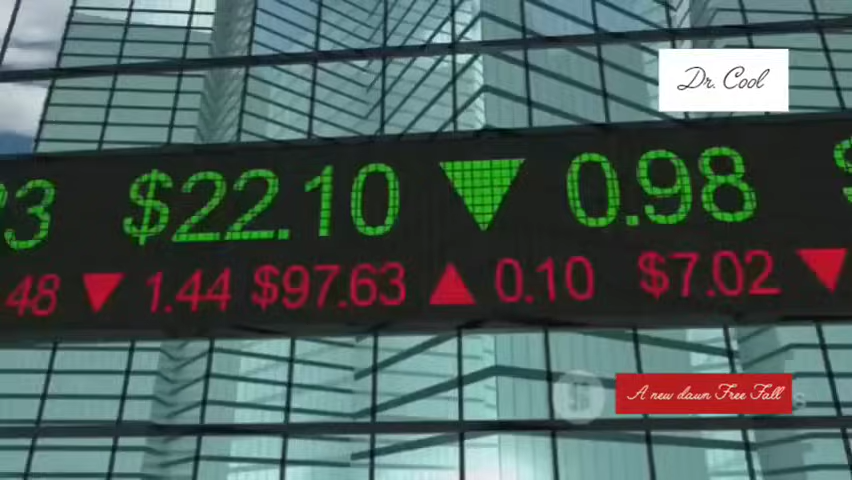 Dr. Cool
3 $22.10 ▼ 0.98 $
48 ▼ 1.44 $97.63 ▲ 0.10 $7.02 ▼
A new dawn Free Fall